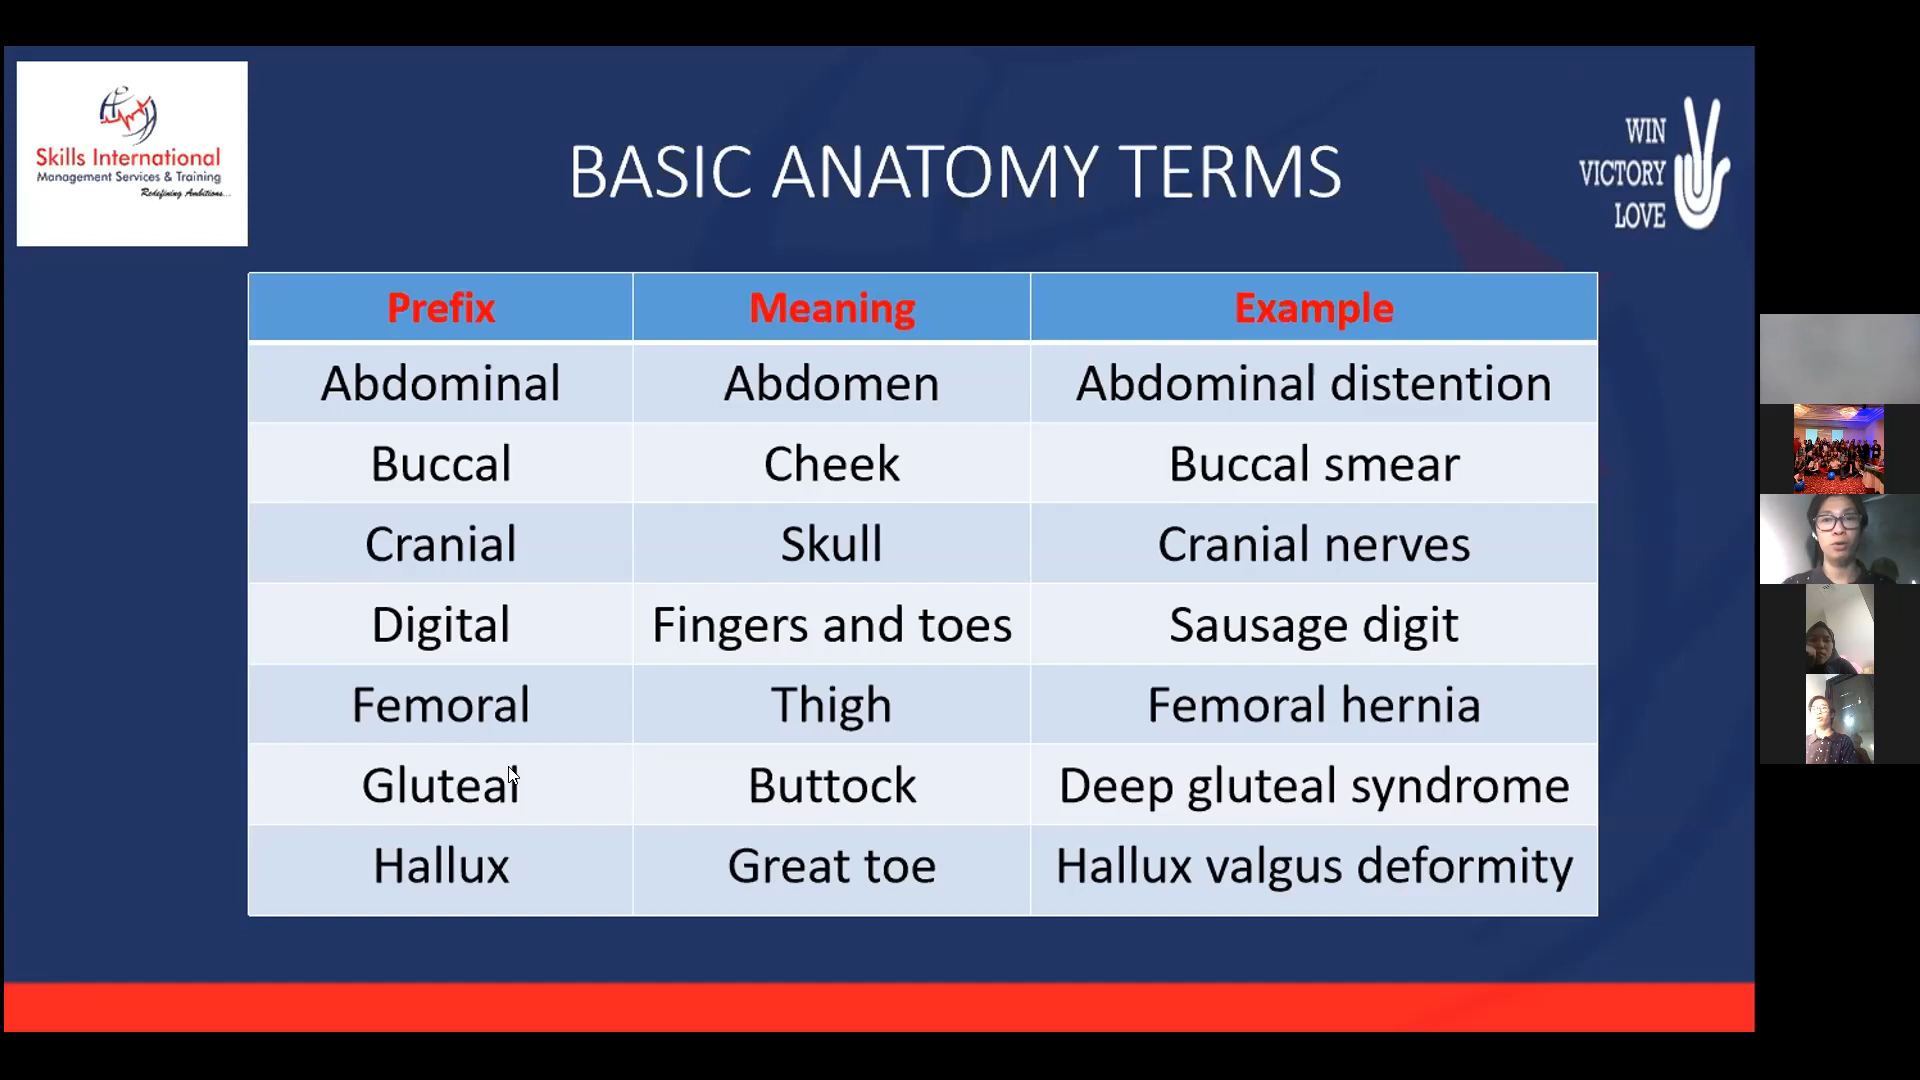 Skills International
Management Services & Training
Redefining Ambitions...
BASIC ANATOMY TERMS
WIN
VICTORY
LOVE
Prefix Meaning Example
Abdominal Abdomen Abdominal distention
Buccal Cheek Buccal smear
Cranial Skull Cranial nerves
Digital Fingers and toes Sausage digit
Femoral Thigh Femoral hernia
Gluteal Buttock Deep gluteal syndrome
Hallux Great toe Hallux valgus deformity